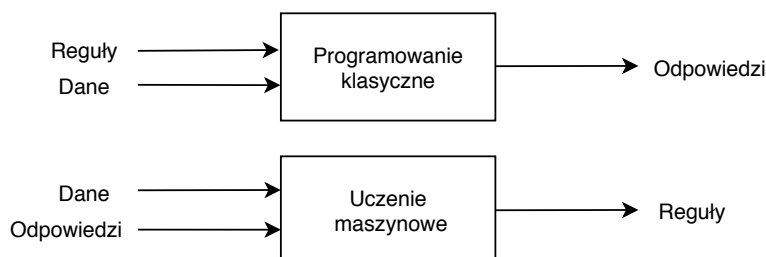 Reguły
Dane
Programowanie
klasyczne
Odpowiedzi
Dane
Odpowiedzi
Uczenie
maszynowe
Reguły